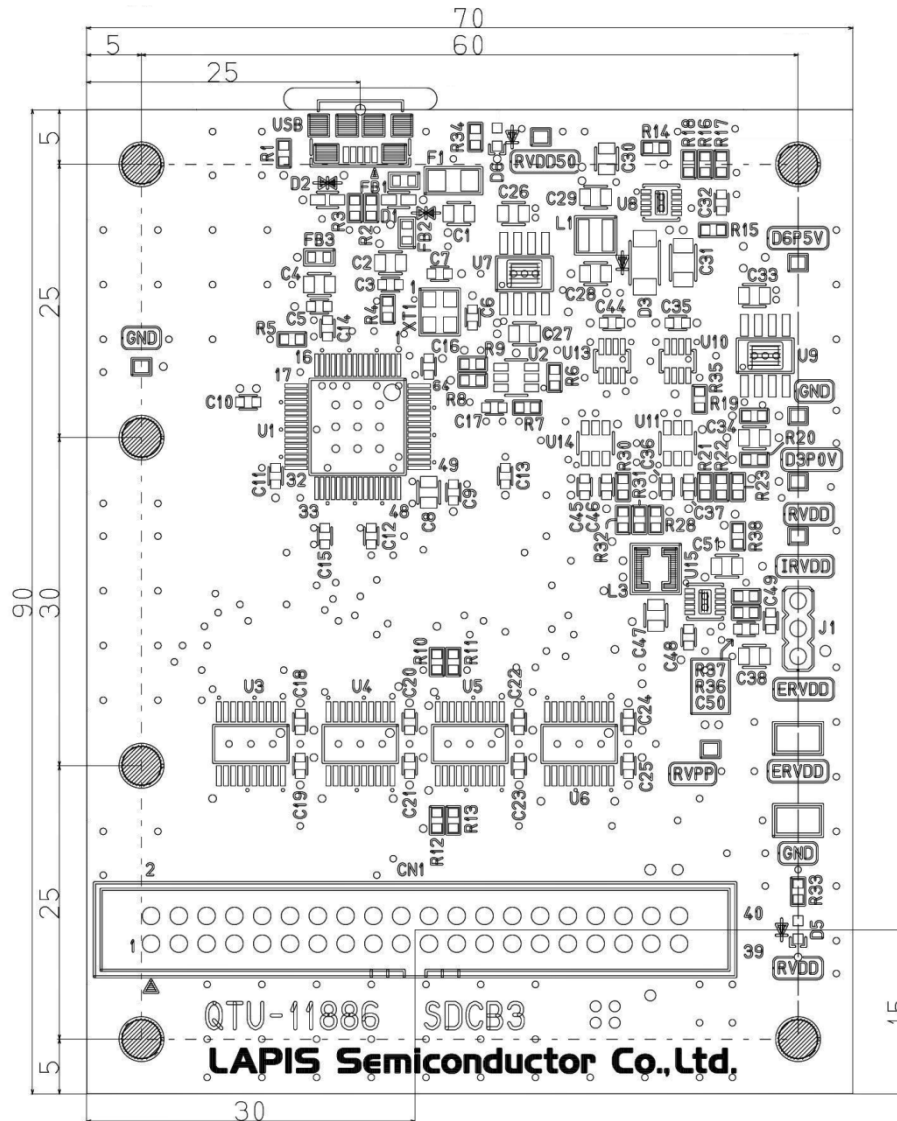 70
5 60
25
5
USB
R34
R1
D6
RVDD50
C30
R14
R18
R16
R17
D2
FB1
F1
C26
C29
U8
C32
R3
R2
D1
FB2
C1
L1
R15
D6P5V
FB3
C2
C7
U7
C31
C4
C3
C28
D3
C33
25
C5
C14
R4
XT1
1
C6
C44
C35
GND
R5
1
C27
16
C16
R9
U2
U13
U10
U9
17
64
R8
R6
R35
GND
C10
C17
R7
R19
U1
U14
U11
C34
R20
49
R30
C36
R21
R22
D3P0V
C11
32
C13
R31
R23
33
48
C8
C9
C45
C46
C37
RVDD
C15
C12
R32
R28
C51
R38
L3
U15
IRVDD
90
30
C49
C47
C48
J1
R10
R11
R37
R36
C50
C38
ERVDD
U3
C18
U4
C20
U5
C22
C24
RVPP
ERVDD
C19
C21
C23
U6
C25
R12
R13
GND
2
CN1
25
R33
40
1
39
D5
RVDD
QTU-11886 SDCB3
15
5
LAPIS Semiconductor Co.,Ltd.
30